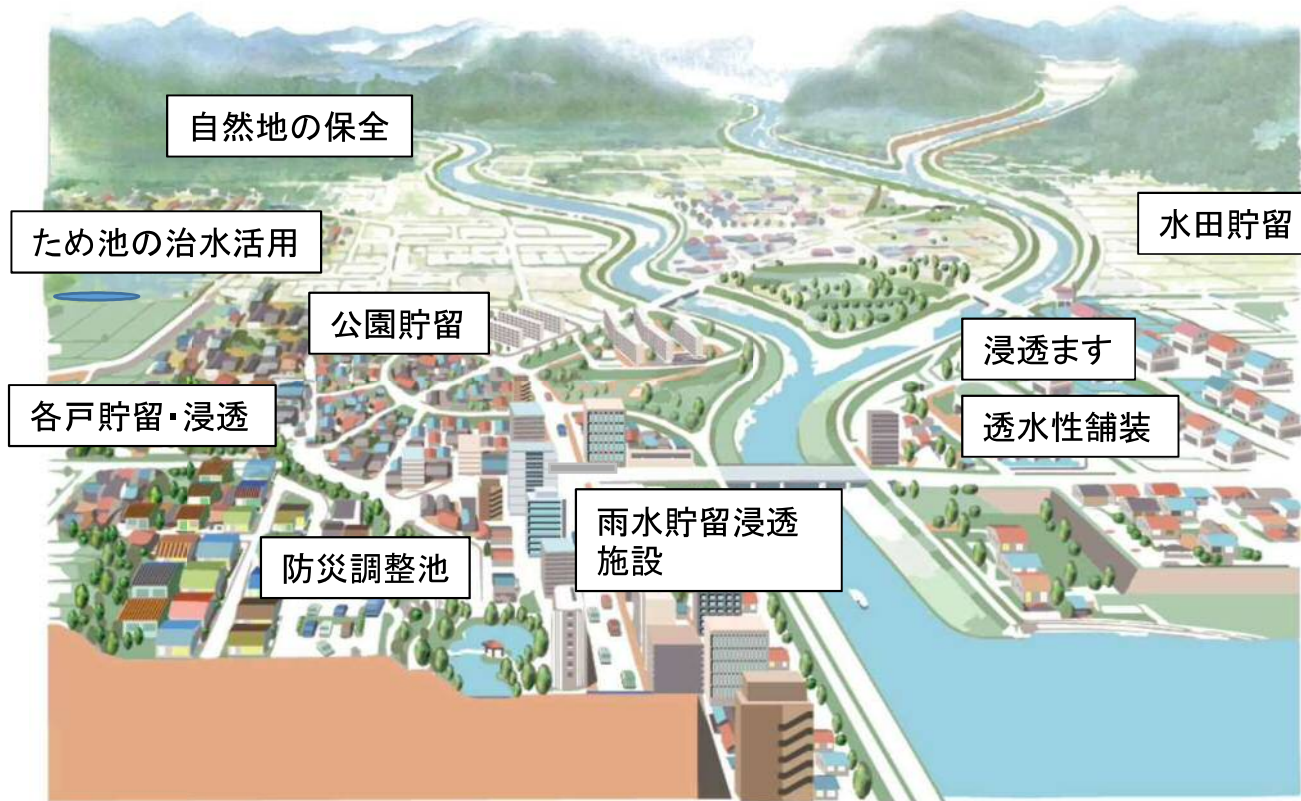 自然地の保全
ため池の治水活用
水田貯留
公園貯留
浸透ます
各戸貯留・浸透
透水性舗装
雨水貯留浸透
施設
防災調整池